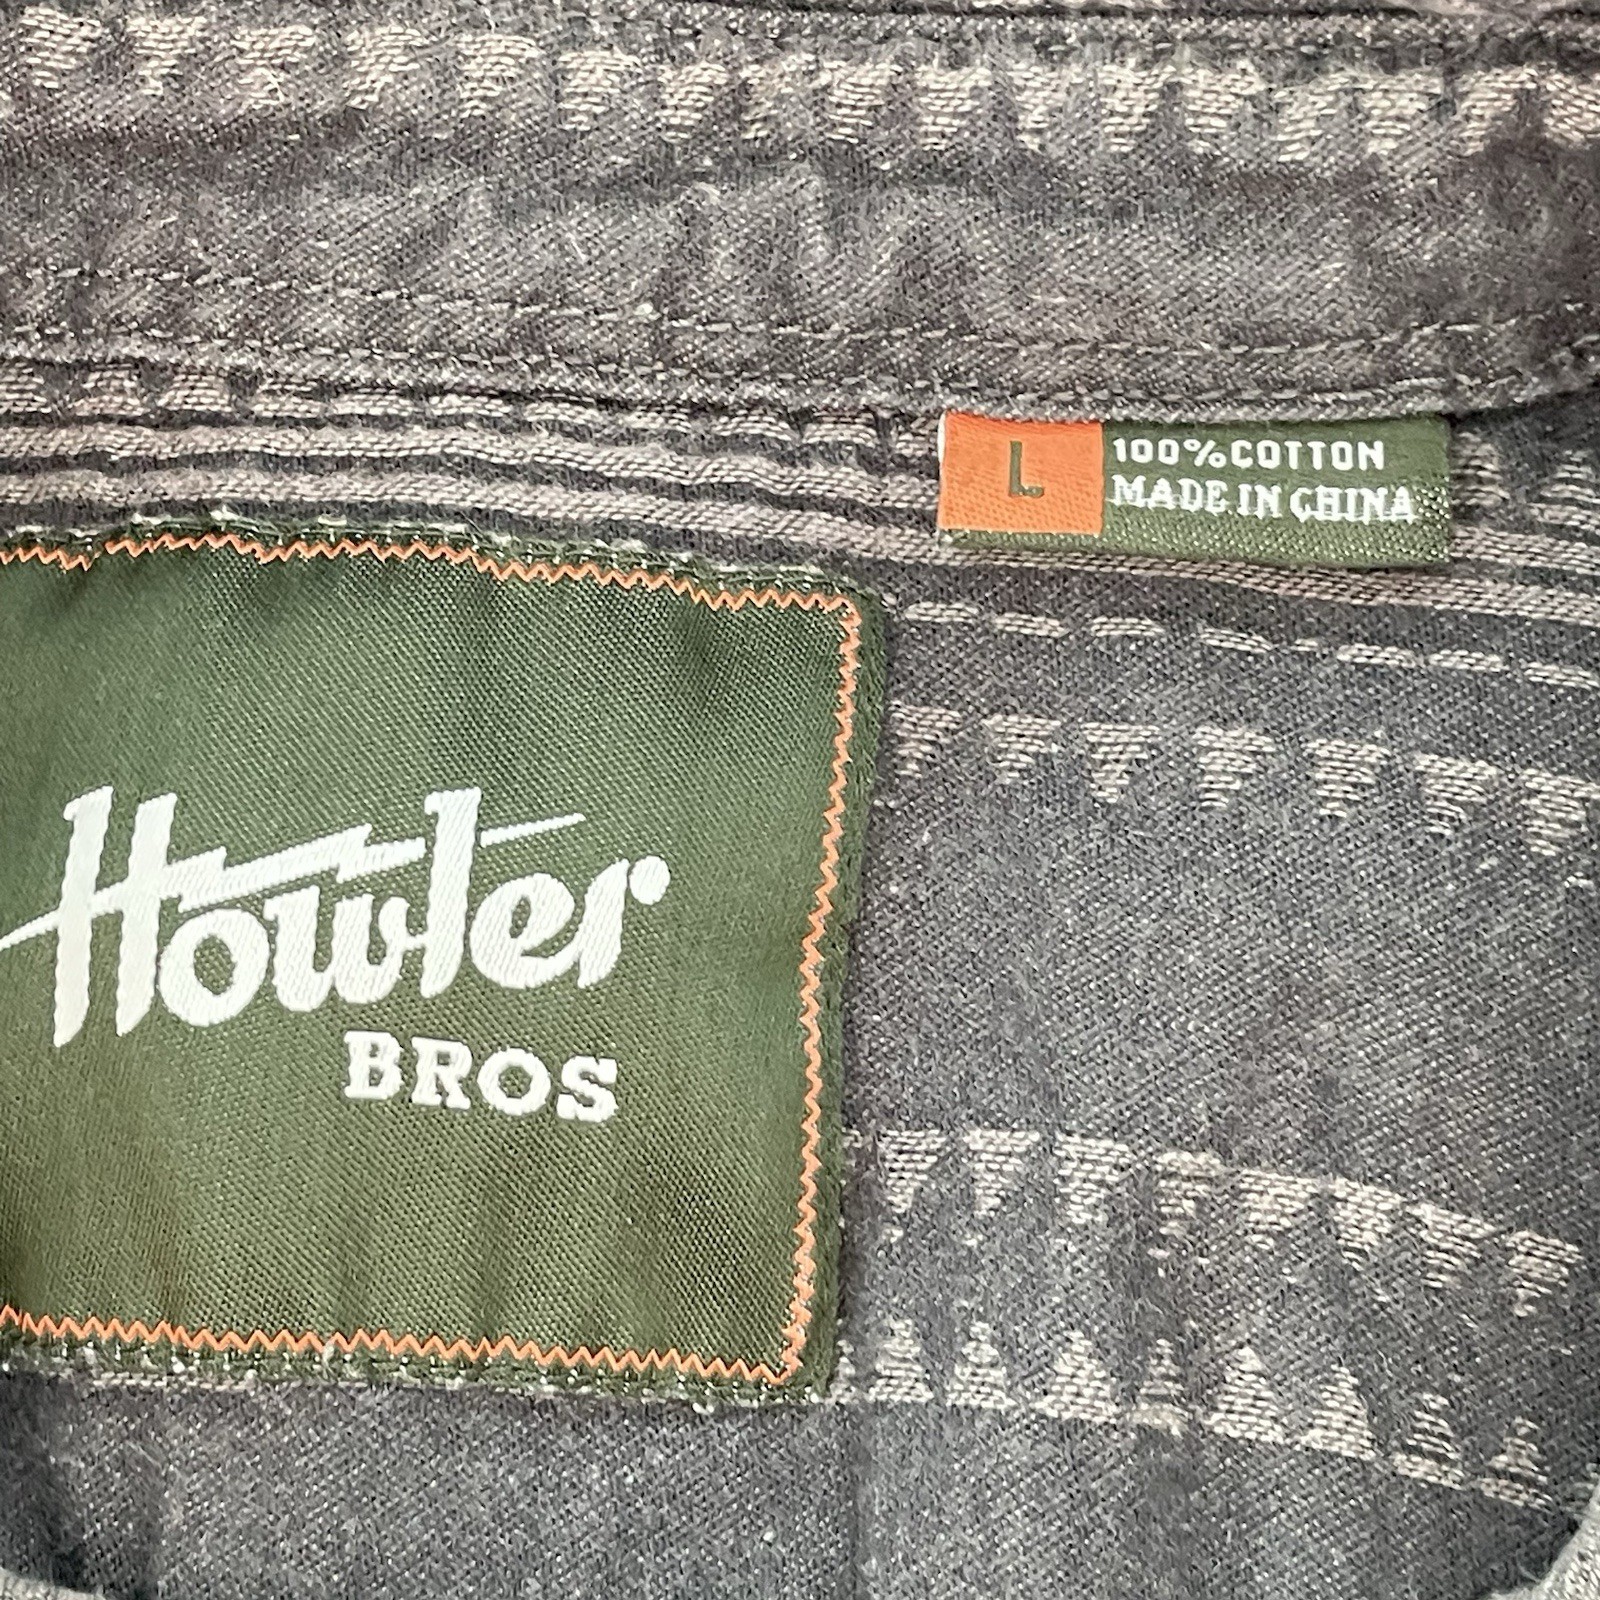 L
100% COTTON
MADE IN CHINA
Howler
BROS